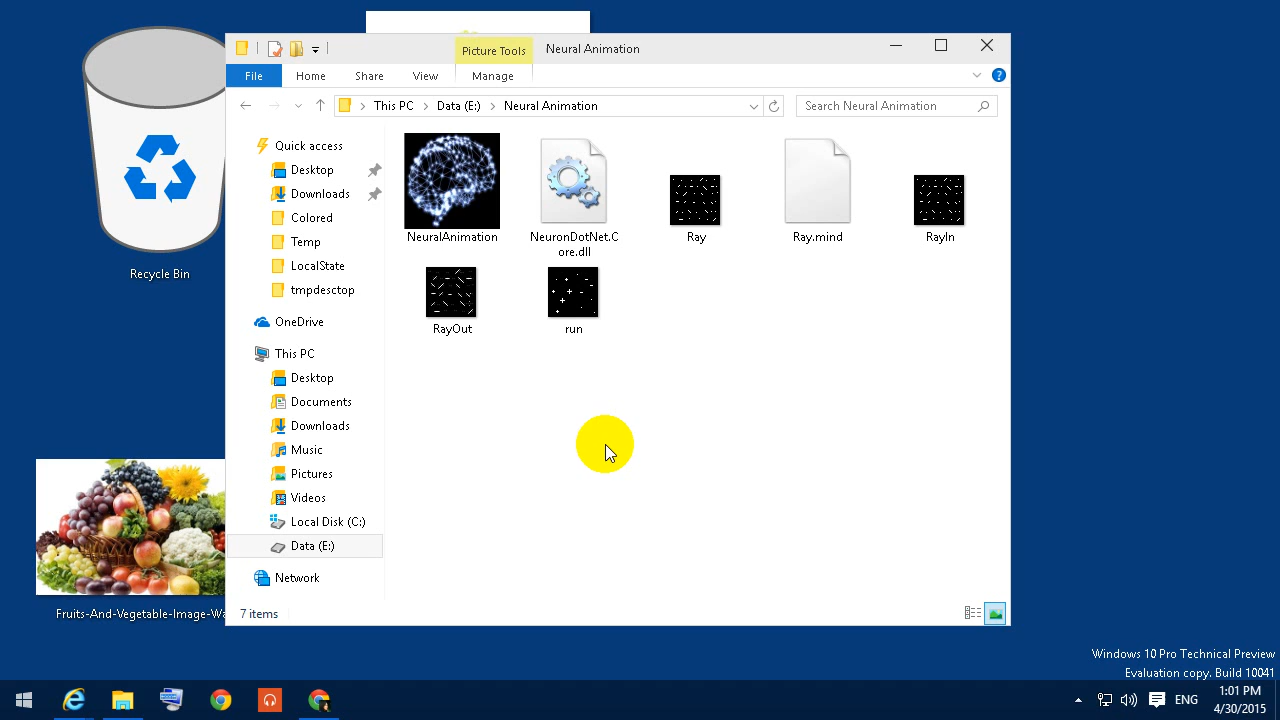 Recycle Bin
Fruits-And-Vegetable-Image-Wa
Picture Tools
Neural Animation
File
Home
Share
View
Manage
This PC
Data (E:)
Neural Animation
Search Neural Animation
Quick access
Desktop
Downloads
Colored
Temp
LocalState
tmpdesctop
OneDrive
This PC
Desktop
Documents
Downloads
Music
Pictures
Videos
Local Disk (C:)
Data (E:)
Network
NeuralAnimation
NeuronDotNet.C
ore.dll
Ray
Ray.mind
RayIn
RayOut
run
7 items
Windows 10 Pro Technical Preview
Evaluation copy. Build 10041
ENG
1:01 PM
4/30/2015